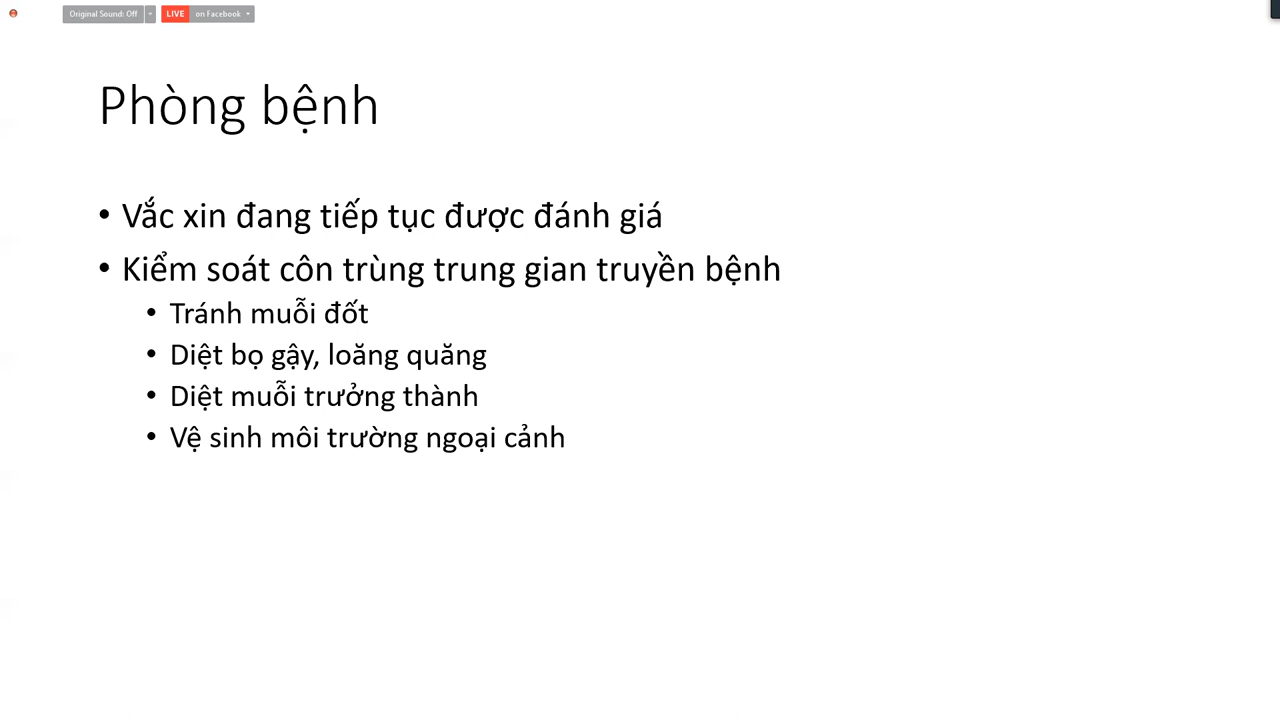 Original Sound: Off LIVE on Facebook
Phòng bệnh
• Vắc xin đang tiếp tục được đánh giá
• Kiểm soát côn trùng trung gian truyền bệnh
• Tránh muỗi đốt
• Diệt bọ gậy, loăng quăng
• Diệt muỗi trưởng thành
• Vệ sinh môi trường ngoại cảnh